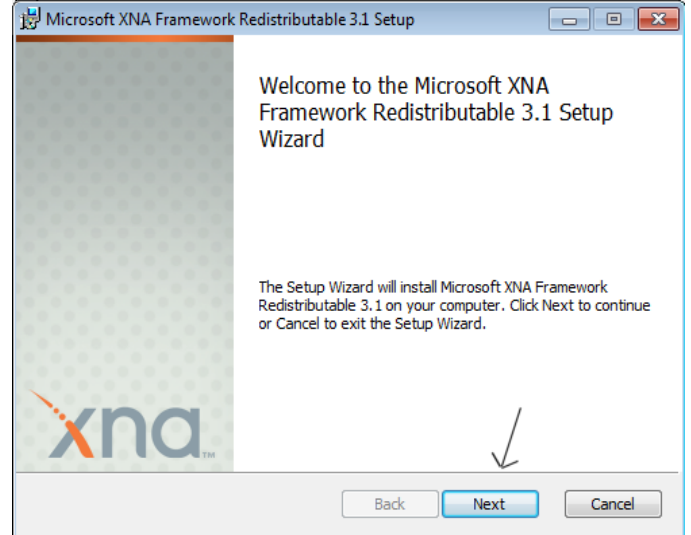 Microsoft XNA Framework Redistributable 3.1 Setup
Welcome to the Microsoft XNA
Framework Redistributable 3.1 Setup
Wizard
The Setup Wizard will install Microsoft XNA Framework
Redistributable 3.1 on your computer. Click Next to continue
or Cancel to exit the Setup Wizard.
xna™
Back Next Cancel